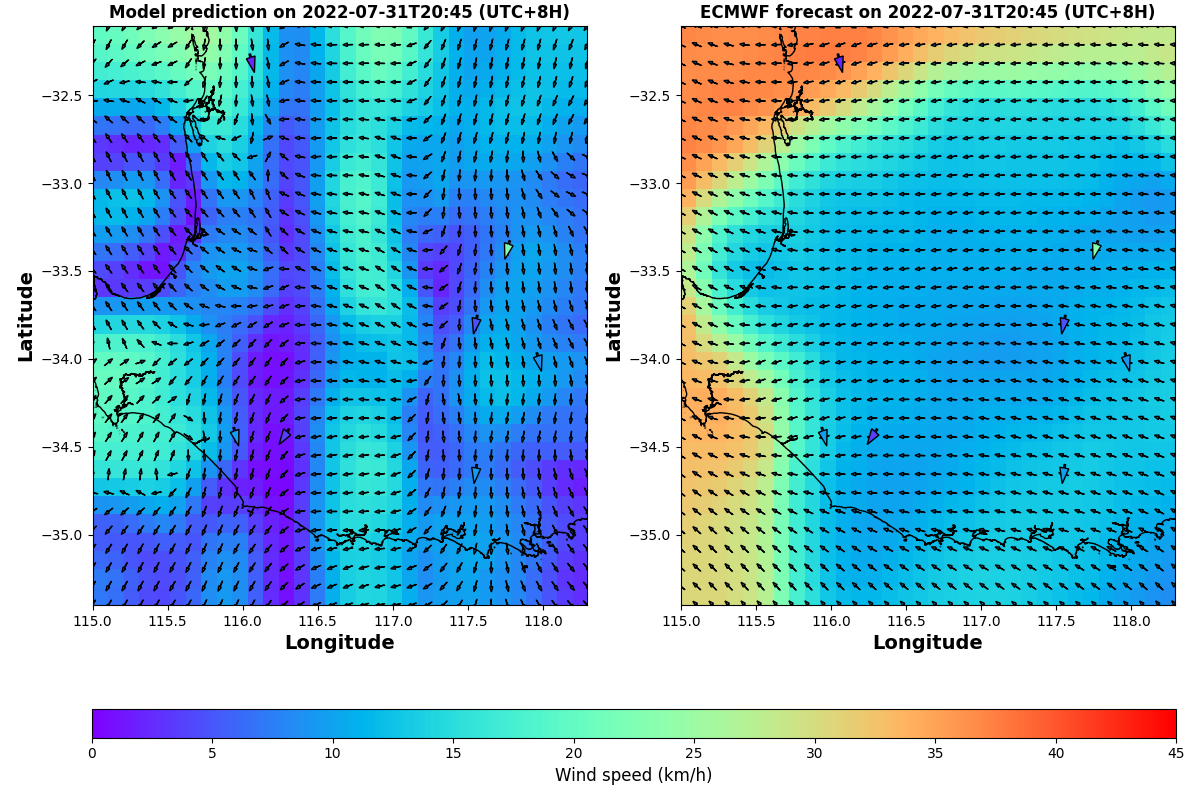 Model prediction on 2022-07-31T20:45 (UTC+8H)
ECMWF forecast on 2022-07-31T20:45 (UTC+8H)
Latitude
−32.5
−33.0
−33.5
−34.0
−34.5
−35.0
115.0 115.5 116.0 116.5 117.0 117.5 118.0
Longitude
Latitude
−32.5
−33.0
−33.5
−34.0
−34.5
−35.0
115.0 115.5 116.0 116.5 117.0 117.5 118.0
Longitude
0 5 10 15 20 25 30 35 40 45
Wind speed (km/h)